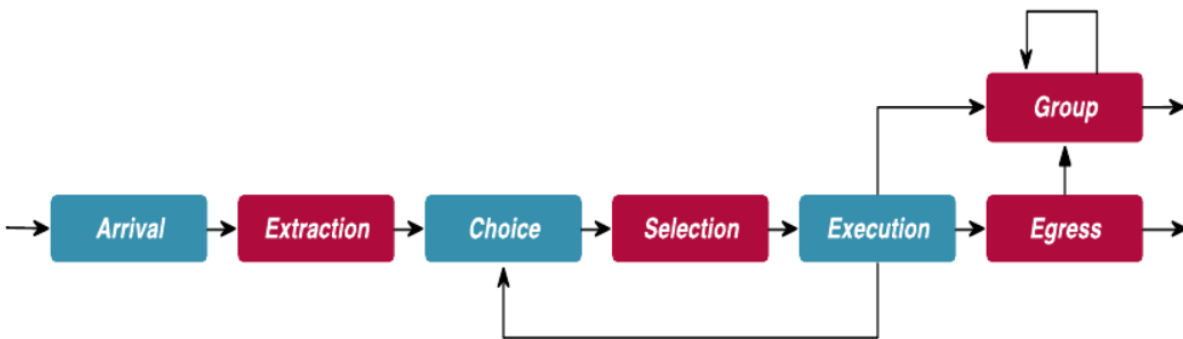 Group
Arrival
Extraction
Choice
Selection
Execution
Egress